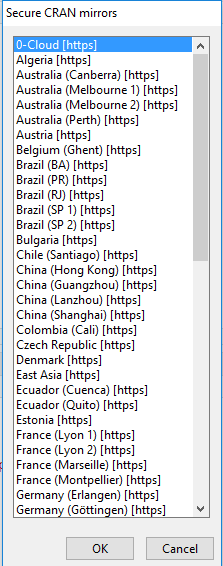 Secure CRAN mirrors
0-Cloud [https]
Algeria [https]
Australia (Canberra) [https]
Australia (Melbourne 1) [https]
Australia (Melbourne 2) [https]
Australia (Perth) [https]
Austria [https]
Belgium (Ghent) [https]
Brazil (BA) [https]
Brazil (PR) [https]
Brazil (RJ) [https]
Brazil (SP 1) [https]
Brazil (SP 2) [https]
Bulgaria [https]
Chile (Santiago) [https]
China (Hong Kong) [https]
China (Guangzhou) [https]
China (Lanzhou) [https]
China (Shanghai) [https]
Colombia (Cali) [https]
Czech Republic [https]
Denmark [https]
East Asia [https]
Ecuador (Cuenca) [https]
Ecuador (Quito) [https]
Estonia [https]
France (Lyon 1) [https]
France (Lyon 2) [https]
France (Marseille) [https]
France (Montpellier) [https]
Germany (Erlangen) [https]
Germany (Göttingen) [https]
OK
Cancel